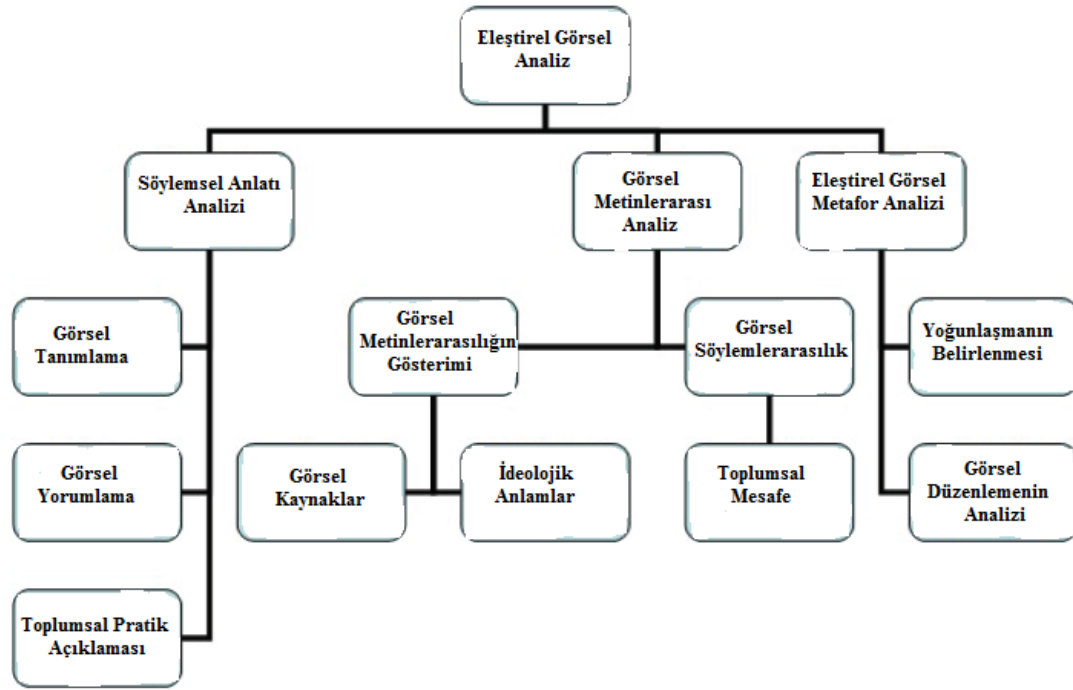 Eleştirel Görsel
Analiz
Söylemsel Anlatı
Analizi
Görsel
Metinlerarası
Analiz
Eleştirel Görsel
Metafor Analizi
Görsel
Tanımlama
Görsel
Metinlerarasılığın
Gösterimi
Görsel
Söylemlerarasılık
Yoğunlaşmanın
Belirlenmesi
Görsel
Yorumlama
Görsel
Kaynaklar
İdeolojik
Anlamlar
Toplumsal
Mesafe
Görsel
Düzenlemenin
Analizi
Toplumsal Pratik
Açıklaması